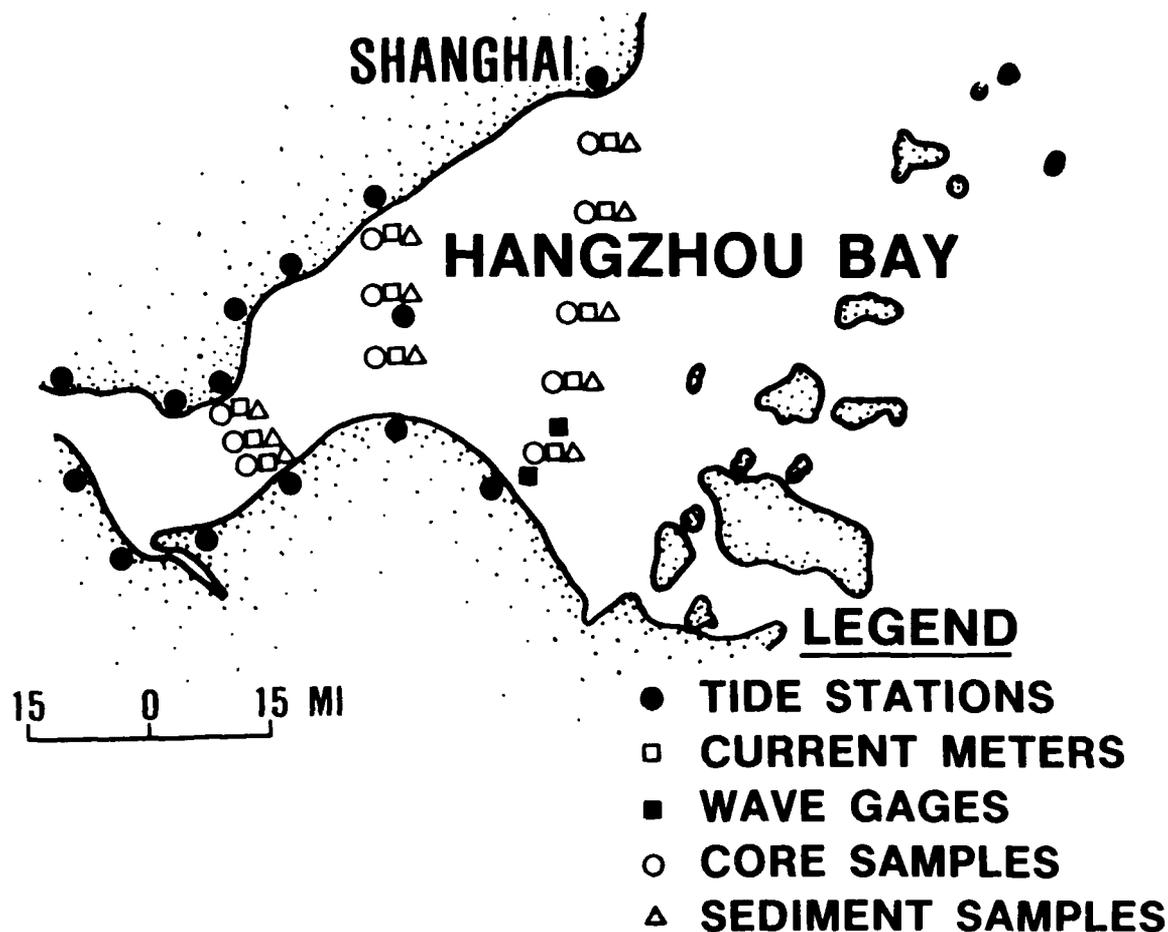 SHANGHAI
HANGZHOU BAY
LEGEND
15 0 15 MI
TIDE STATIONS
CURRENT METERS
WAVE GAGES
CORE SAMPLES
SEDIMENT SAMPLES